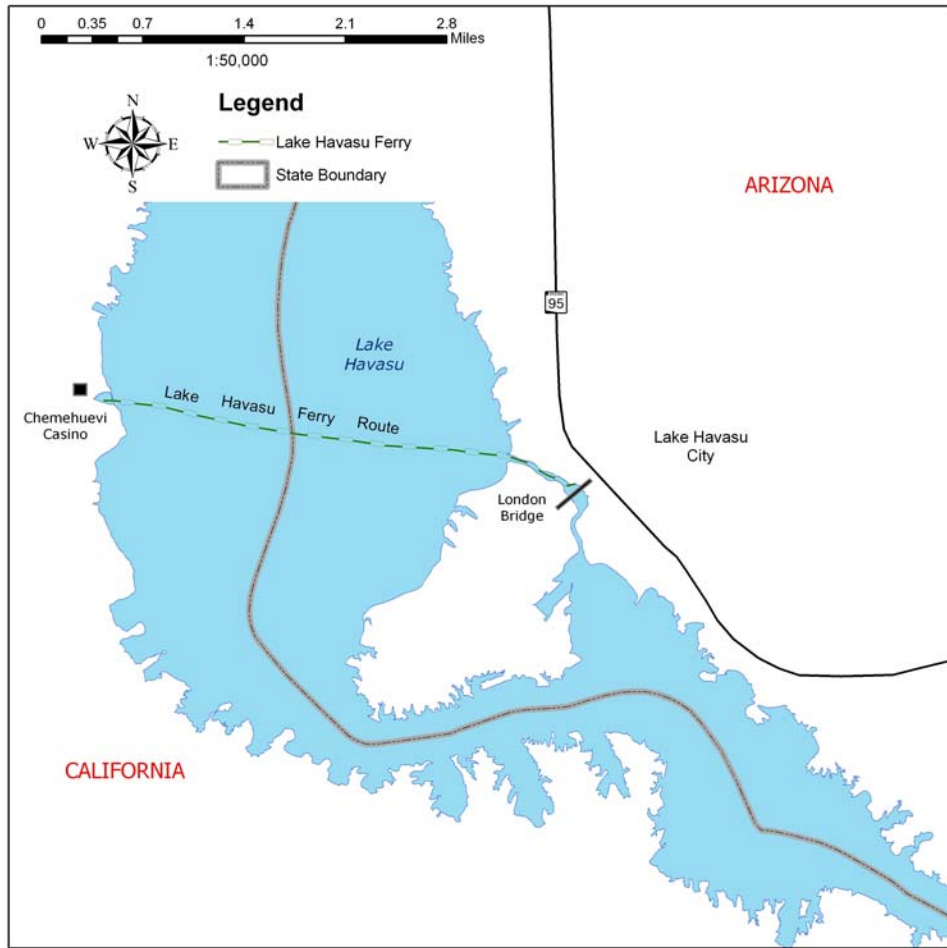 0 0.35 0.7 1.4 2.1 2.8
Miles
1:50,000
N
W E
S
Legend
Lake Havasu Ferry
State Boundary
ARIZONA
95
Lake
Havasu
Lake Havasu Ferry Route
Chemehuevi
Casino
Lake Havasu
City
London
Bridge
CALIFORNIA